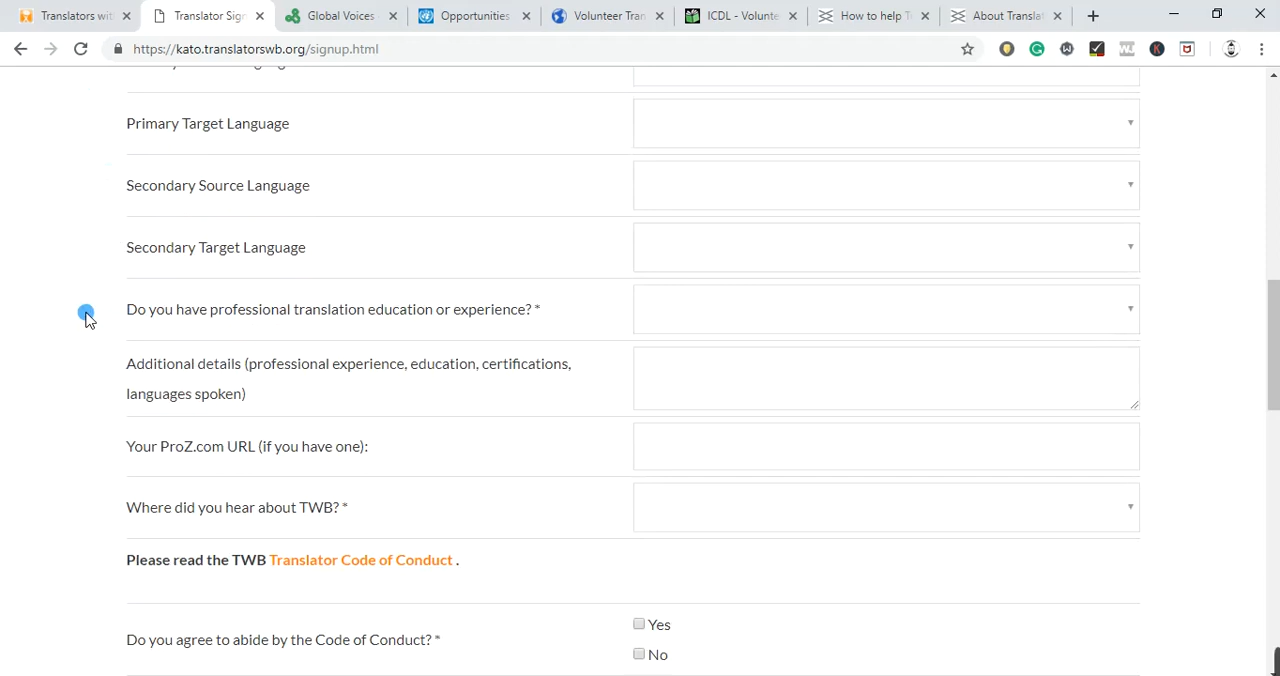 Translators wit
Translator Sign
Global Voices
Opportunities
Volunteer Tran
ICDL - Volunte
How to help T
About Translat
https://kato.translatorswb.org/signup.html
Primary Target Language
Secondary Source Language
Secondary Target Language
Do you have professional translation education or experience? *
Additional details (professional experience, education, certifications,
languages spoken)
Your ProZ.com URL (if you have one):
Where did you hear about TWB? *
Please read the TWB Translator Code of Conduct .
Do you agree to abide by the Code of Conduct? *
Yes
No